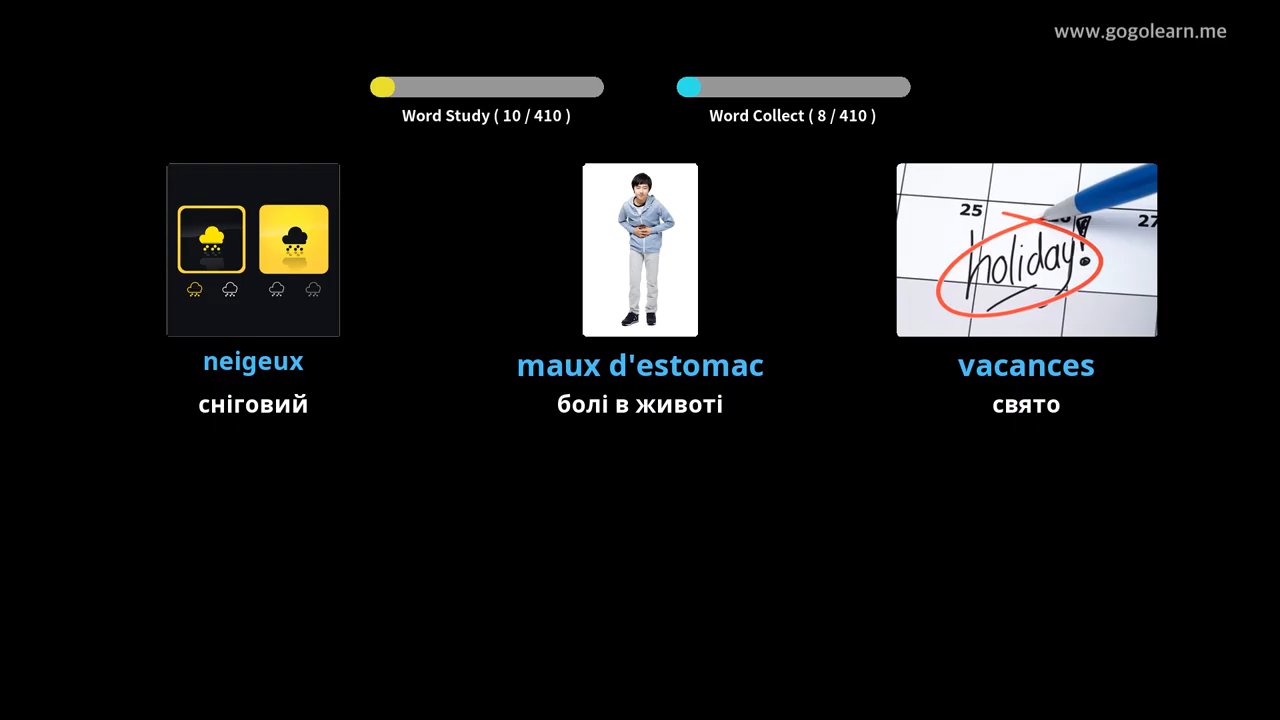 www.gogolearn.me
Word Study ( 10 / 410 )
Word Collect ( 8 / 410 )
25
27
holiday!
neigeux
maux d'estomac
vacances
сніговий
болі в животі
свято